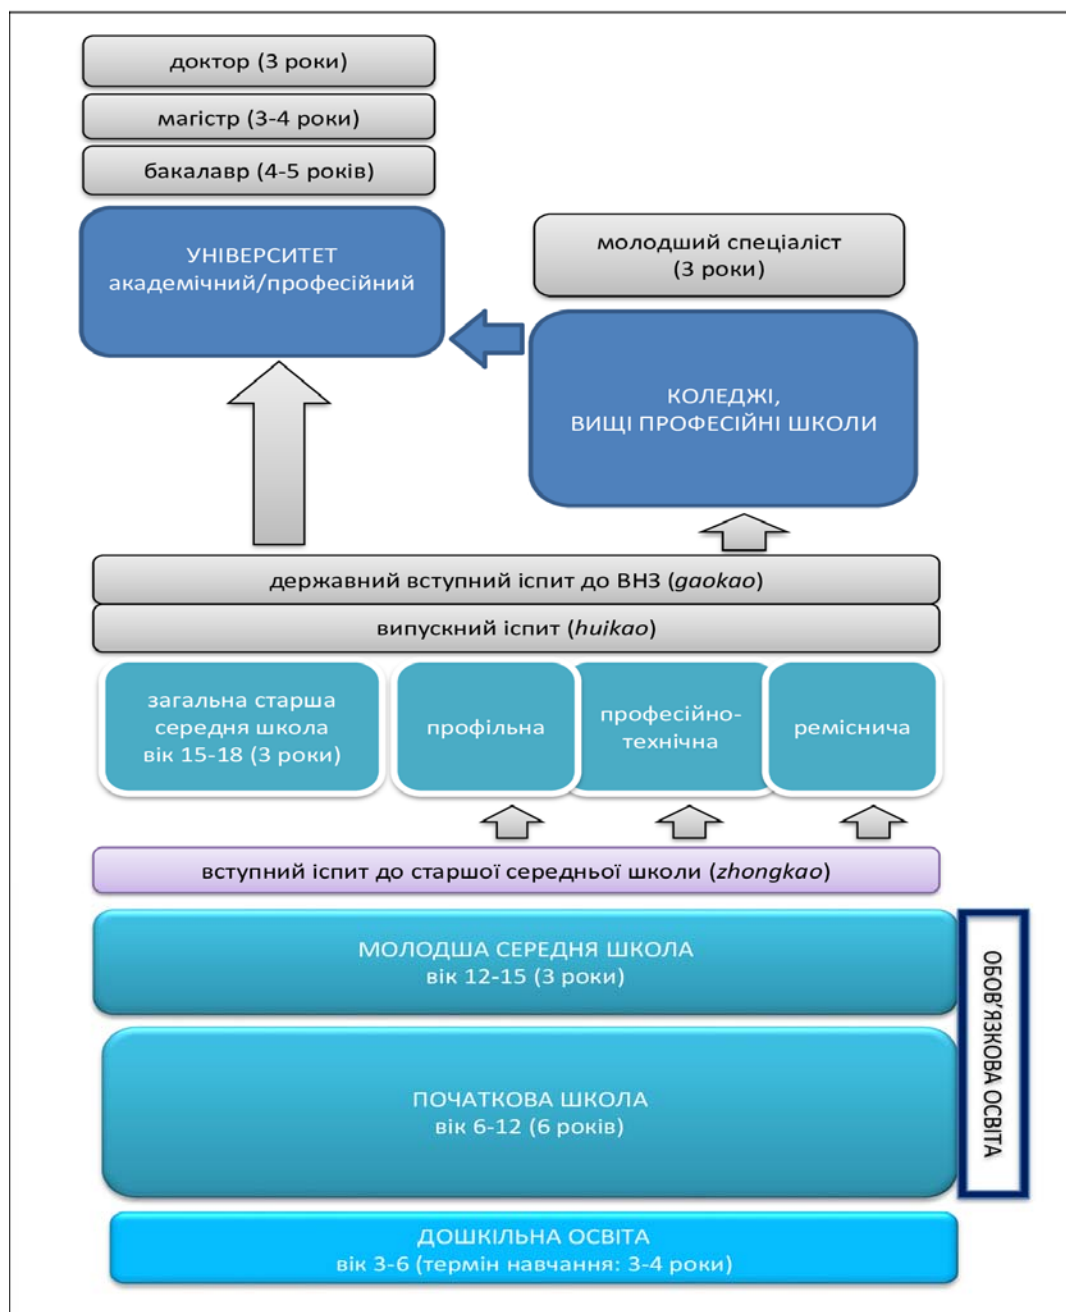 доктор (3 роки)
магістр (3-4 роки)
бакалавр (4-5 років)
УНІВЕРСИТЕТ
академічний/професійний
молодший спеціаліст
(3 роки)
КОЛЕДЖІ,
ВИЩІ ПРОФЕСІЙНІ ШКОЛИ
державний вступний іспит до ВНЗ (gaokao)
випускний іспит (huikao)
загальна старша
середня школа
вік 15-18 (3 роки)
профільна
професійно-
технічна
реміснича
вступний іспит до старшої середньої школи (zhongkao)
МОЛОДША СЕРЕДНЯ ШКОЛА
вік 12-15 (3 роки)
ПОЧАТКОВА ШКОЛА
вік 6-12 (6 років)
ОБОВ’ЯЗКОВА ОСВІТА
ДОШКІЛЬНА ОСВІТА
вік 3-6 (термін навчання: 3-4 роки)